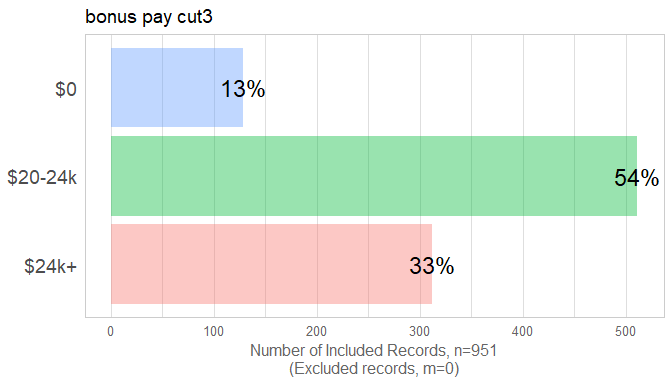 bonus pay cut3
$0
13%
$20-24k
54%
$24k+
33%
0 100 200 300 400 500
Number of Included Records, n=951
(Excluded records, m=0)